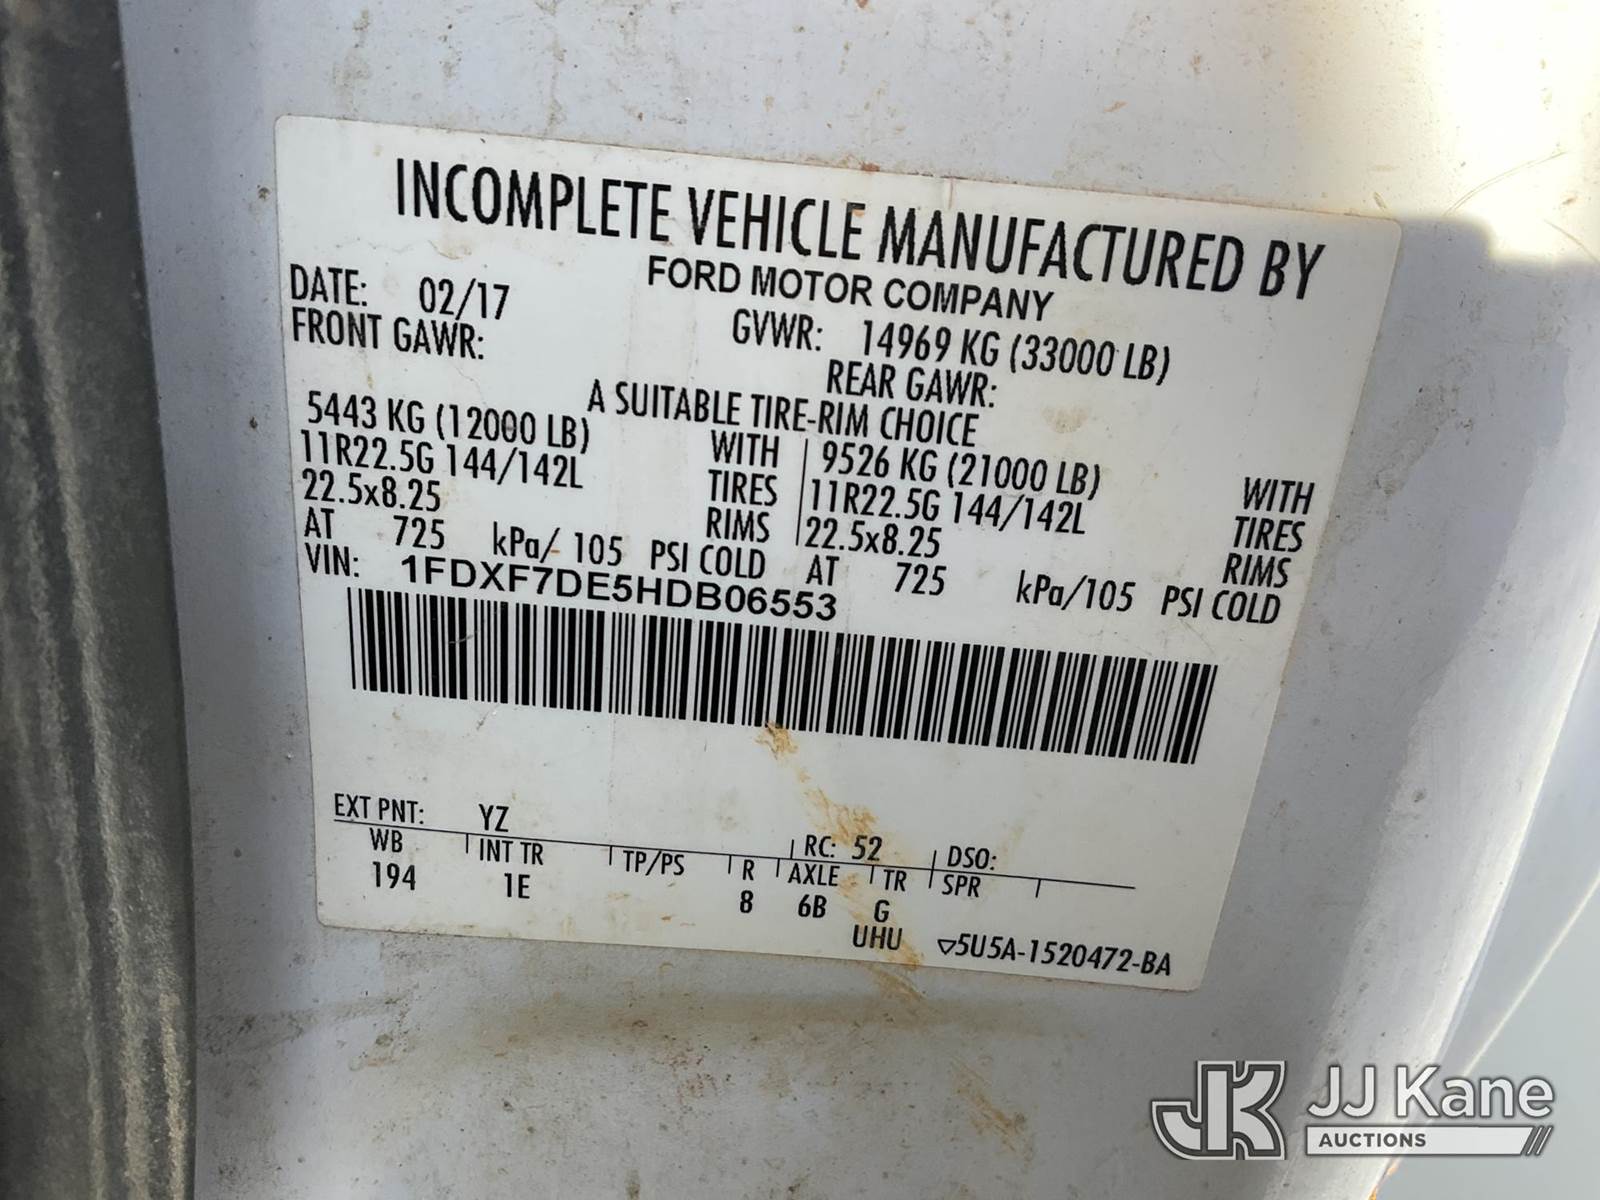 INCOMPLETE VEHICLE MANUFACTURED BY
FORD MOTOR COMPANY
DATE: 02/17 GVWR: 14969 KG (33000 LB)
FRONT GAWR: REAR GAWR:
A SUITABLE TIRE-RIM CHOICE
5443 KG (12000 LB) WITH 9526 KG (21000 LB) WITH
11R22.5G 144/142L TIRES 11R22.5G 144/142L TIRES
22.5x8.25 RIMS 22.5x8.25 RIMS
AT 725 kPa/ 105 PSI COLD AT 725 kPa/105 PSI COLD
VIN: 1FDXF7DE5HDB06553
EXT PNT: YZ RC: 52 DSO:
WB INT TR TP/PS R AXLE TR SPR
194 1E 8 6B G
UHU ▽5U5A-1520472-BA
JK JJ Kane
AUCTIONS